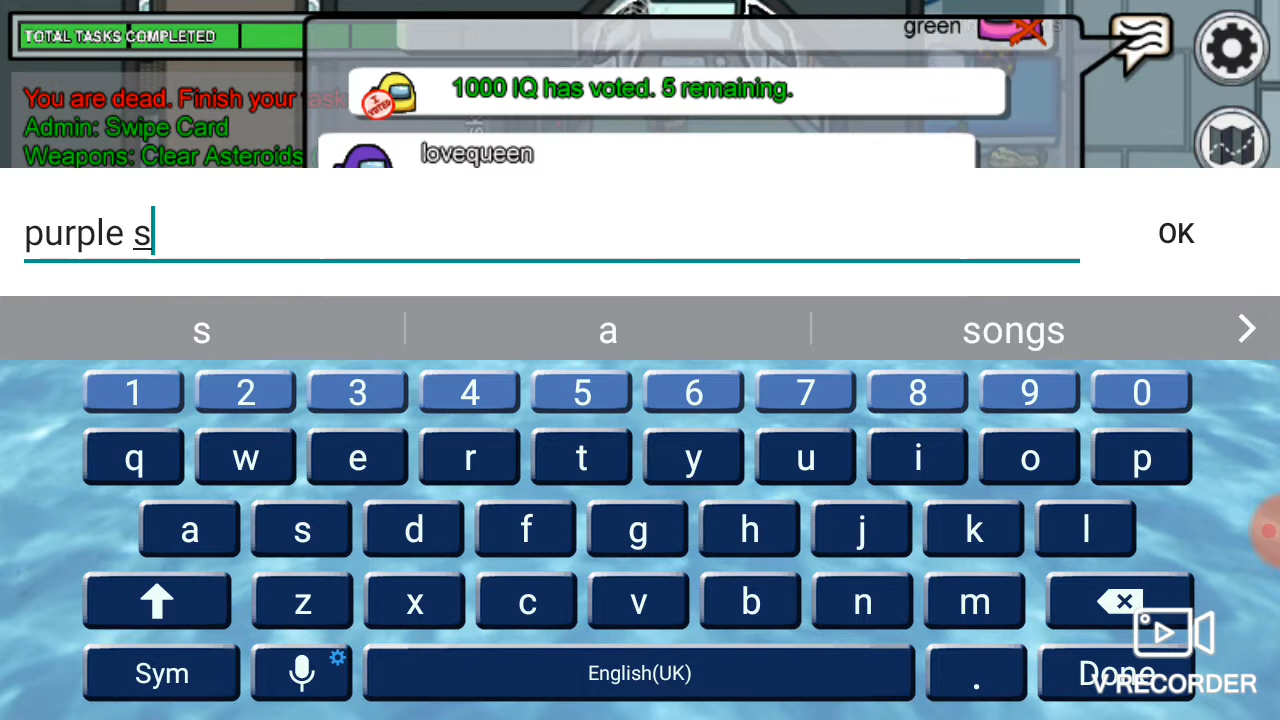 TOTAL TASKS COMPLETED
green
You are dead. Finish your
1000 IQ has voted. 5 remaining.
I VOTED
Admin: Swipe Card
Weapons: Clear Asteroids
lovequeen
purple s
OK
s a songs
1 2 3 4 5 6 7 8 9 0
q w e r t y u i o p
a s d f g h j k l
z x c v b n m
Sym English(UK) . Done
V RECORDER